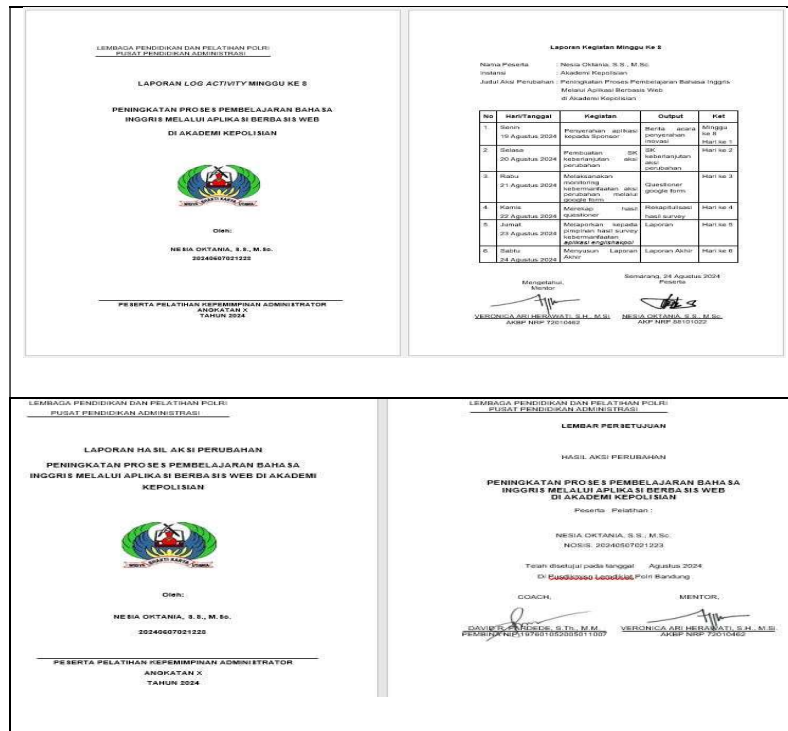 LEMBAGA PENDIDIKAN DAN PELATIHAN POLRI
PUSAT PENDIDIKAN ADMINISTRASI
LAPORAN LOG ACTIVITY MINGGU KE 8
PENINGKATAN PROSES PEMBELAJARAN BAHASA
INGGRIS MELALUI APLIKASI BERBASIS WEB
DI AKADEMI KEPOLISIAN
Oleh:
NESIA OKTANIA, S.S., M.Sc.
PESERTA PELATIHAN KEPEMIMPINAN ADMINISTRATOR
ANGKATAN X
TAHUN 2024
Laporan Kegiatan Minggu Ke 8
Nama Peserta : Nesia Oktania, S.S., M.Sc
Instansi : Akademi Kepolisian
Judul Aksi Perubahan : Peningkatan Proses Pembelajaran Bahasa Inggris
Melalui Aplikasi Berbasis Web
di Akademi Kepolisian
No Hari/Tanggal Kegiatan Output Ket
1. Senin 19 Agustus 2024 Penyerahan aplikasi kepada Sponsor Berita acara penyerahan inovasi Minggu ke 8 Hari ke 1
2. Selasa 20 Agustus 2024 Pembuatan SK keberlanjutan aksi perubahan SK keberlanjutan aksi perubahan Hari ke 2
3. Rabu 21 Agustus 2024 Melaksanakan monitoring kebermanfaatan aksi perubahan melalui google form Questioner google form Hari ke 3
4. Kamis 22 Agustus 2024 Merekap hasil questioner Rekapitulisasi hasil survey Hari ke 4
5. Jumat 23 Agustus 2024 Melaporkan kepada pimpinan hasil survey kebermanfaatan aplikasi englishakpol Laporan Hari ke 5
6. Sabtu 24 Agustus 2024 Menyusun Laporan Akhir Laporan Akhir Hari ke 6
Semarang, 24 Agustus 2024
Mengetahui, Peserta
Mentor
VERONICA ARI HERAWATI, S.H., M.Si NESIA OKTANIA, S.S., M.Sc.
AKBP NRP 72010462 AKP NRP 88101022
LEMBAGA PENDIDIKAN DAN PELATIHAN POLRI
PUSAT PENDIDIKAN ADMINISTRASI
LAPORAN HASIL AKSI PERUBAHAN
PENINGKATAN PROSES PEMBELAJARAN BAHASA
INGGRIS MELALUI APLIKASI BERBASIS WEB DI AKADEMI
KEPOLISIAN
Oleh:
NESIA OKTANIA, S.S., M.Sc.
PESERTA PELATIHAN KEPEMIMPINAN ADMINISTRATOR
ANGKATAN X
TAHUN 2024
LEMBAGA PENDIDIKAN DAN PELATIHAN POLRI
PUSAT PENDIDIKAN ADMINISTRASI
LEMBAR PERSETUJUAN
HASIL AKSI PERUBAHAN
PENINGKATAN PROSES PEMBELAJARAN BAHASA
INGGRIS MELALUI APLIKASI BERBASIS WEB
DI AKADEMI KEPOLISIAN
Peserta Pelatihan :
NESIA OKTANIA, S.S., M.Sc.
NOSIS.
Telah disetujui pada tanggal Agustus 2024
Di Pusdikmin Lemdiklat Polri Bandung
COACH, MENTOR,
DAVID R. PARDEDE, S.Th., M.M VERONICA ARI HERAWATI, S.H., M.Si
PEMBINA NIP 197601052005011007 AKBP NRP 72010462